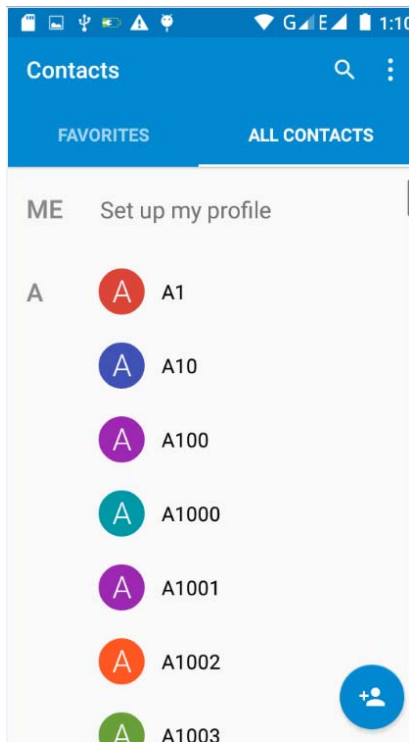 G E 1:10
Contacts
FAVORITES ALL CONTACTS
ME Set up my profile
A A A1
A A10
A A100
A A1000
A A1001
A A1002
A A1003